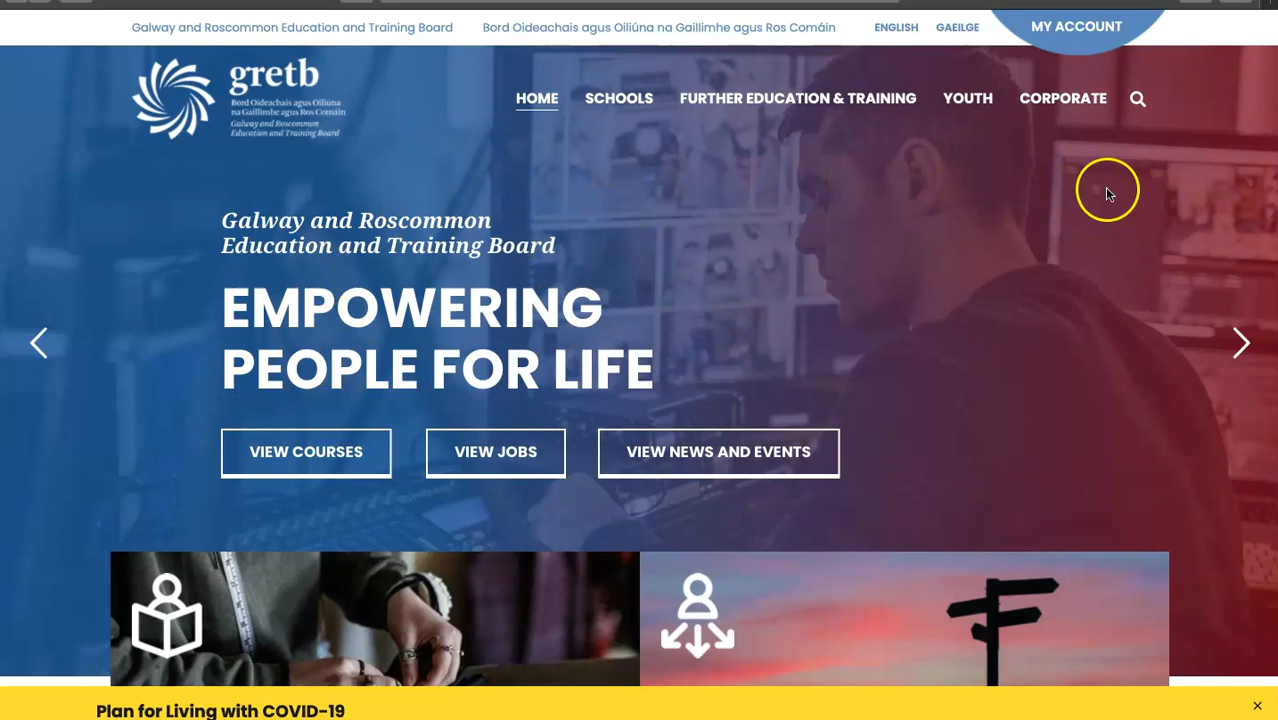 Galway and Roscommon Education and Training Board Bord Oideachais agus Oiliúna na Gaillimhe agus Ros Comáin ENGLISH GAEILGE MY ACCOUNT
gretb
Bord Oideachais agus Oiliúna
na Gaillimhe agus Ros Comáin
Galway and Roscommon
Education and Training Board
HOME SCHOOLS FURTHER EDUCATION & TRAINING YOUTH CORPORATE
Galway and Roscommon
Education and Training Board
EMPOWERING
PEOPLE FOR LIFE
VIEW COURSES VIEW JOBS VIEW NEWS AND EVENTS
Plan for Living with COVID-19